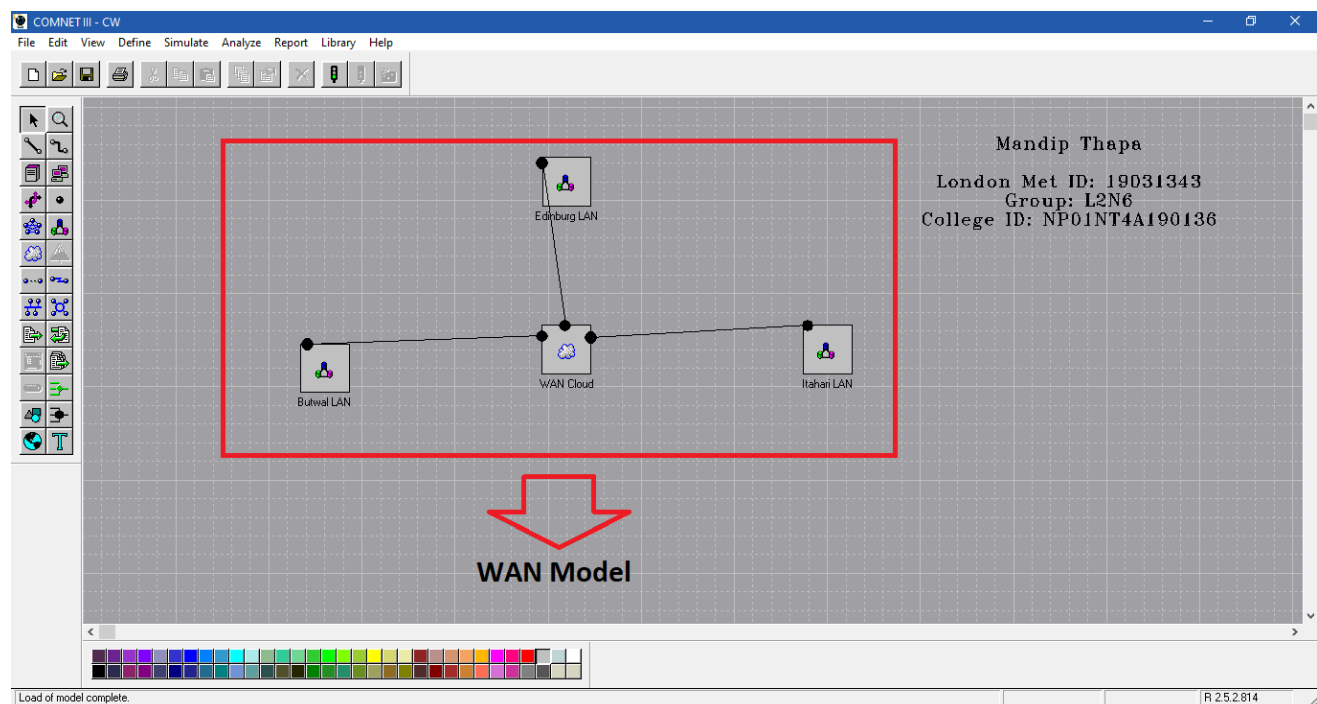 COMNET III - CW
File Edit View Define Simulate Analyze Report Library Help
Mandip Thapa
London Met ID: 19031343
Group: L2N6
College ID: NP01NT4A190136
Edinburg LAN
WAN Cloud
Itahari LAN
Butwal LAN
WAN Model
Load of model complete.
R 2.5.2.814